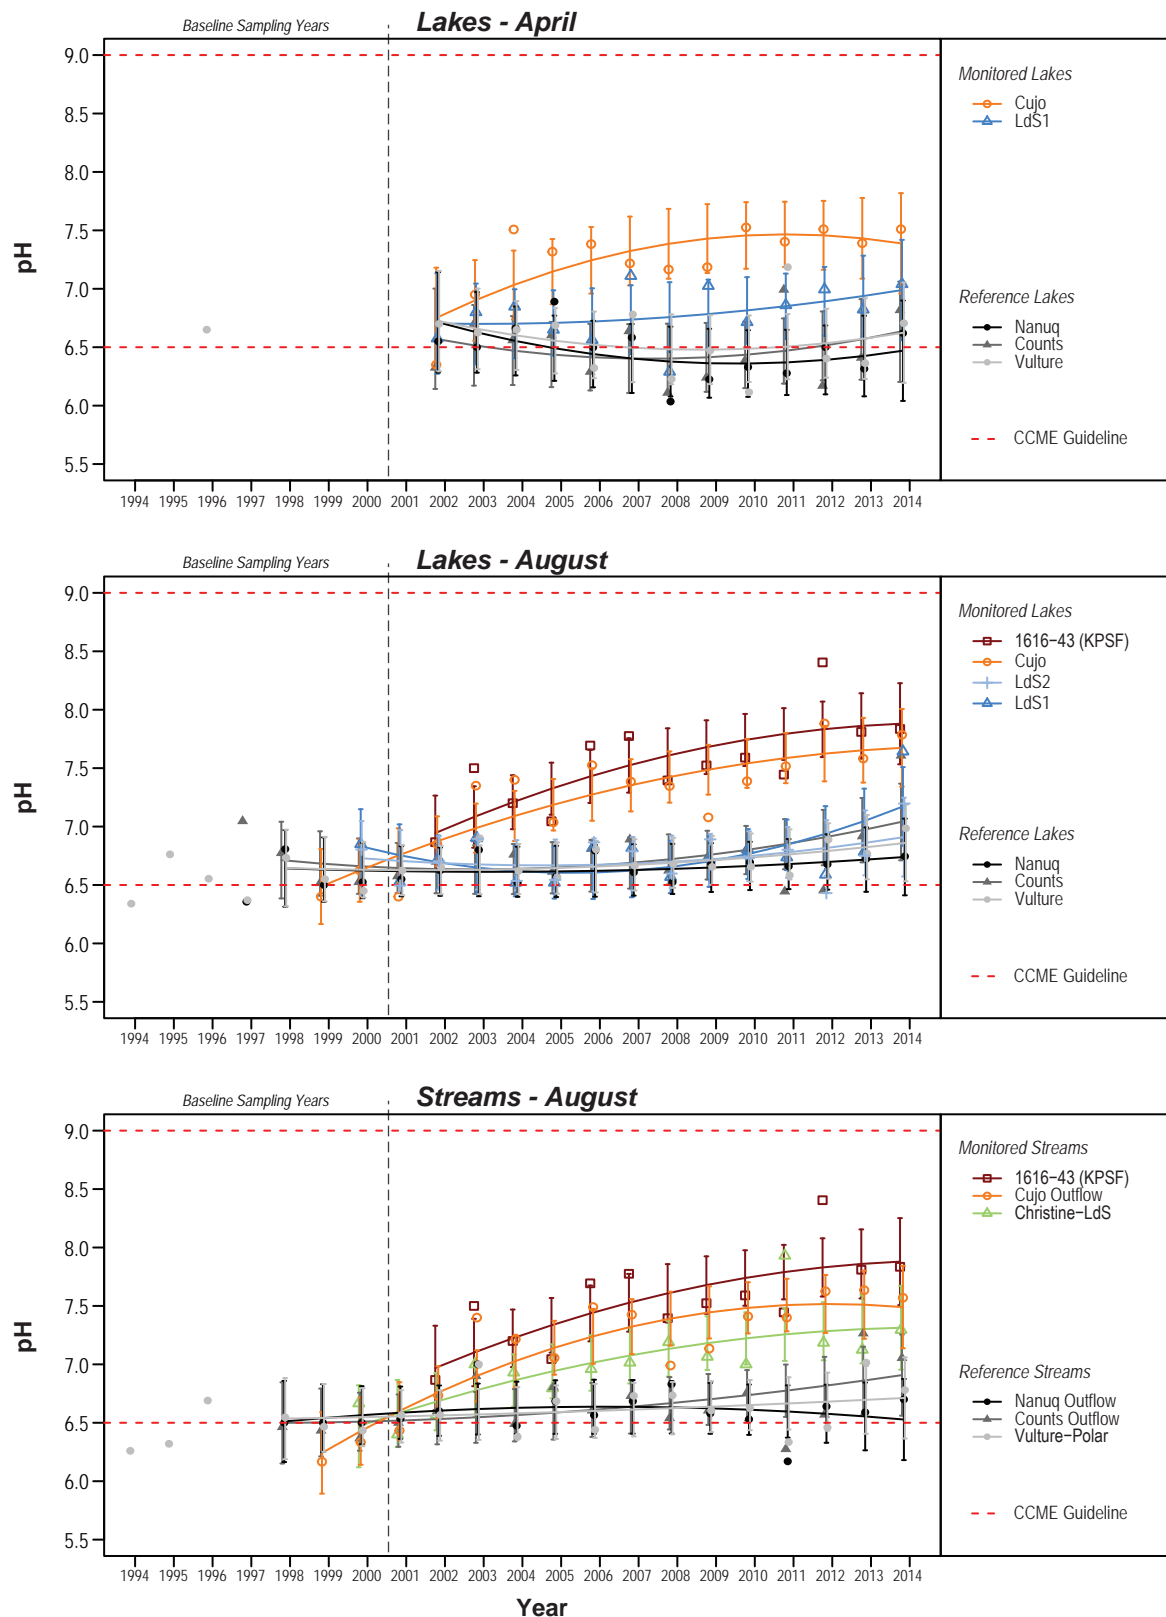 Baseline Sampling Years
Lakes - April
pH
9.0
8.5
8.0
7.5
7.0
6.5
6.0
5.5
1994 1995 1996 1997 1998 1999 2000 2001 2002 2003 2004 2005 2006 2007 2008 2009 2010 2011 2012 2013 2014
Monitored Lakes
Cujo
LdS1
Reference Lakes
Nanuq
Counts
Vulture
CCME Guideline
Baseline Sampling Years
Lakes - August
pH
9.0
8.5
8.0
7.5
7.0
6.5
6.0
5.5
1994 1995 1996 1997 1998 1999 2000 2001 2002 2003 2004 2005 2006 2007 2008 2009 2010 2011 2012 2013 2014
Monitored Lakes
1616−43 (KPSF)
Cujo
LdS2
LdS1
Reference Lakes
Nanuq
Counts
Vulture
CCME Guideline
Baseline Sampling Years
Streams - August
pH
9.0
8.5
8.0
7.5
7.0
6.5
6.0
5.5
1994 1995 1996 1997 1998 1999 2000 2001 2002 2003 2004 2005 2006 2007 2008 2009 2010 2011 2012 2013 2014
Year
Monitored Streams
1616−43 (KPSF)
Cujo Outflow
Christine−LdS
Reference Streams
Nanuq Outflow
Counts Outflow
Vulture−Polar
CCME Guideline